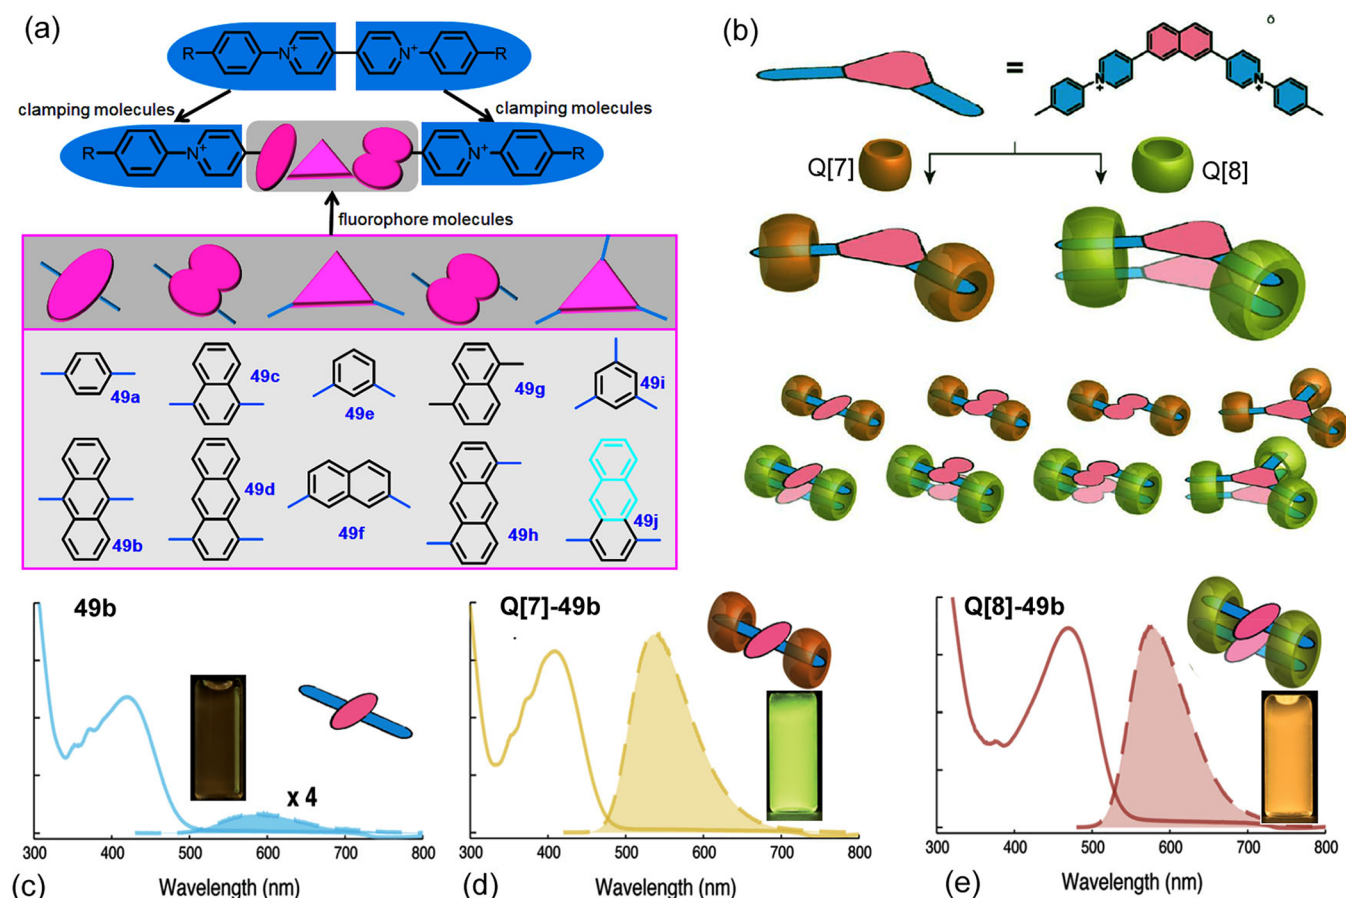 (a)
R
N+
N+
R
clamping molecules
clamping molecules
R
N+
N+
R
fluorophore molecules
49a
49c
49e
49g
49i
49b
49d
49f
49h
49j
(b)
=
N+
N+
Q[7]
Q[8]
49b
x 4
300 400 500 600 700 800
Wavelength (nm)
(c)
Q[7]-49b
300 400 500 600 700 800
Wavelength (nm)
(d)
Q[8]-49b
300 400 500 600 700 800
Wavelength (nm)
(e)